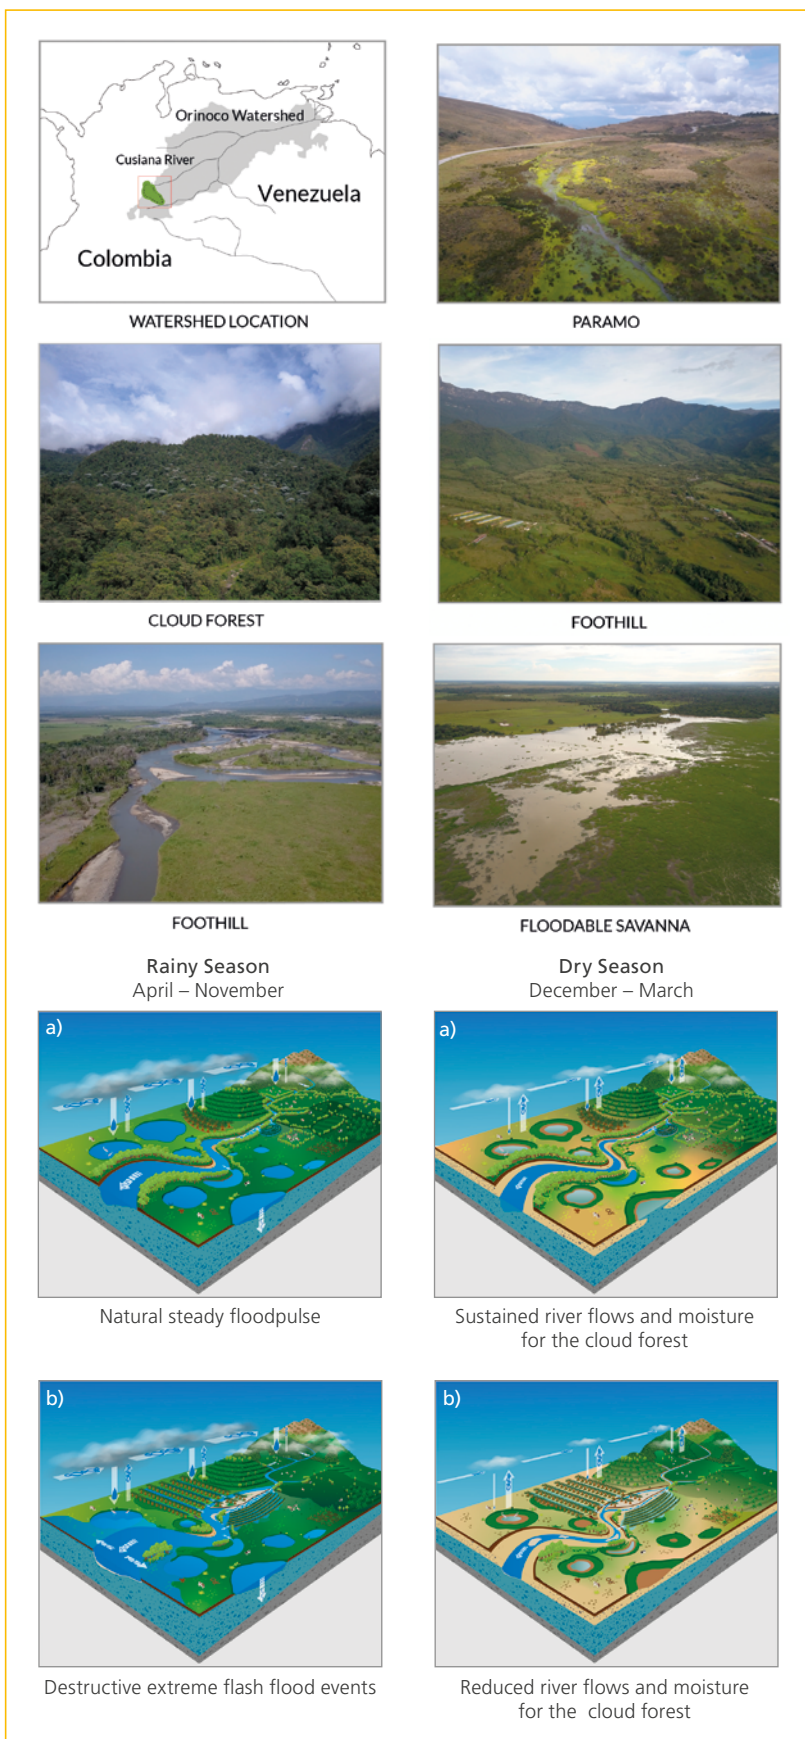 Orinoco Watershed
Cusiana River
Venezuela
Colombia
WATERSHED LOCATION
PARAMO
CLOUD FOREST
FOOTHILL
FOOTHILL
FLOODABLE SAVANNA
Rainy Season
April – November
Dry Season
December – March
a)
a)
Natural steady floodpulse
Sustained river flows and moisture
for the cloud forest
b)
b)
Destructive extreme flash flood events
Reduced river flows and moisture
for the cloud forest